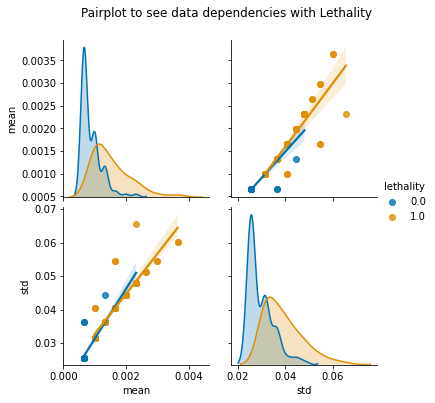 Pairplot to see data dependencies with Lethality
0.0035
0.0030
0.0025
0.0020
0.0015
0.0010
0.0005
mean
lethality
0.0
1.0
0.07
0.06
0.05
0.04
0.03
std
0.000 0.002 0.004
mean
0.02 0.04 0.06
std